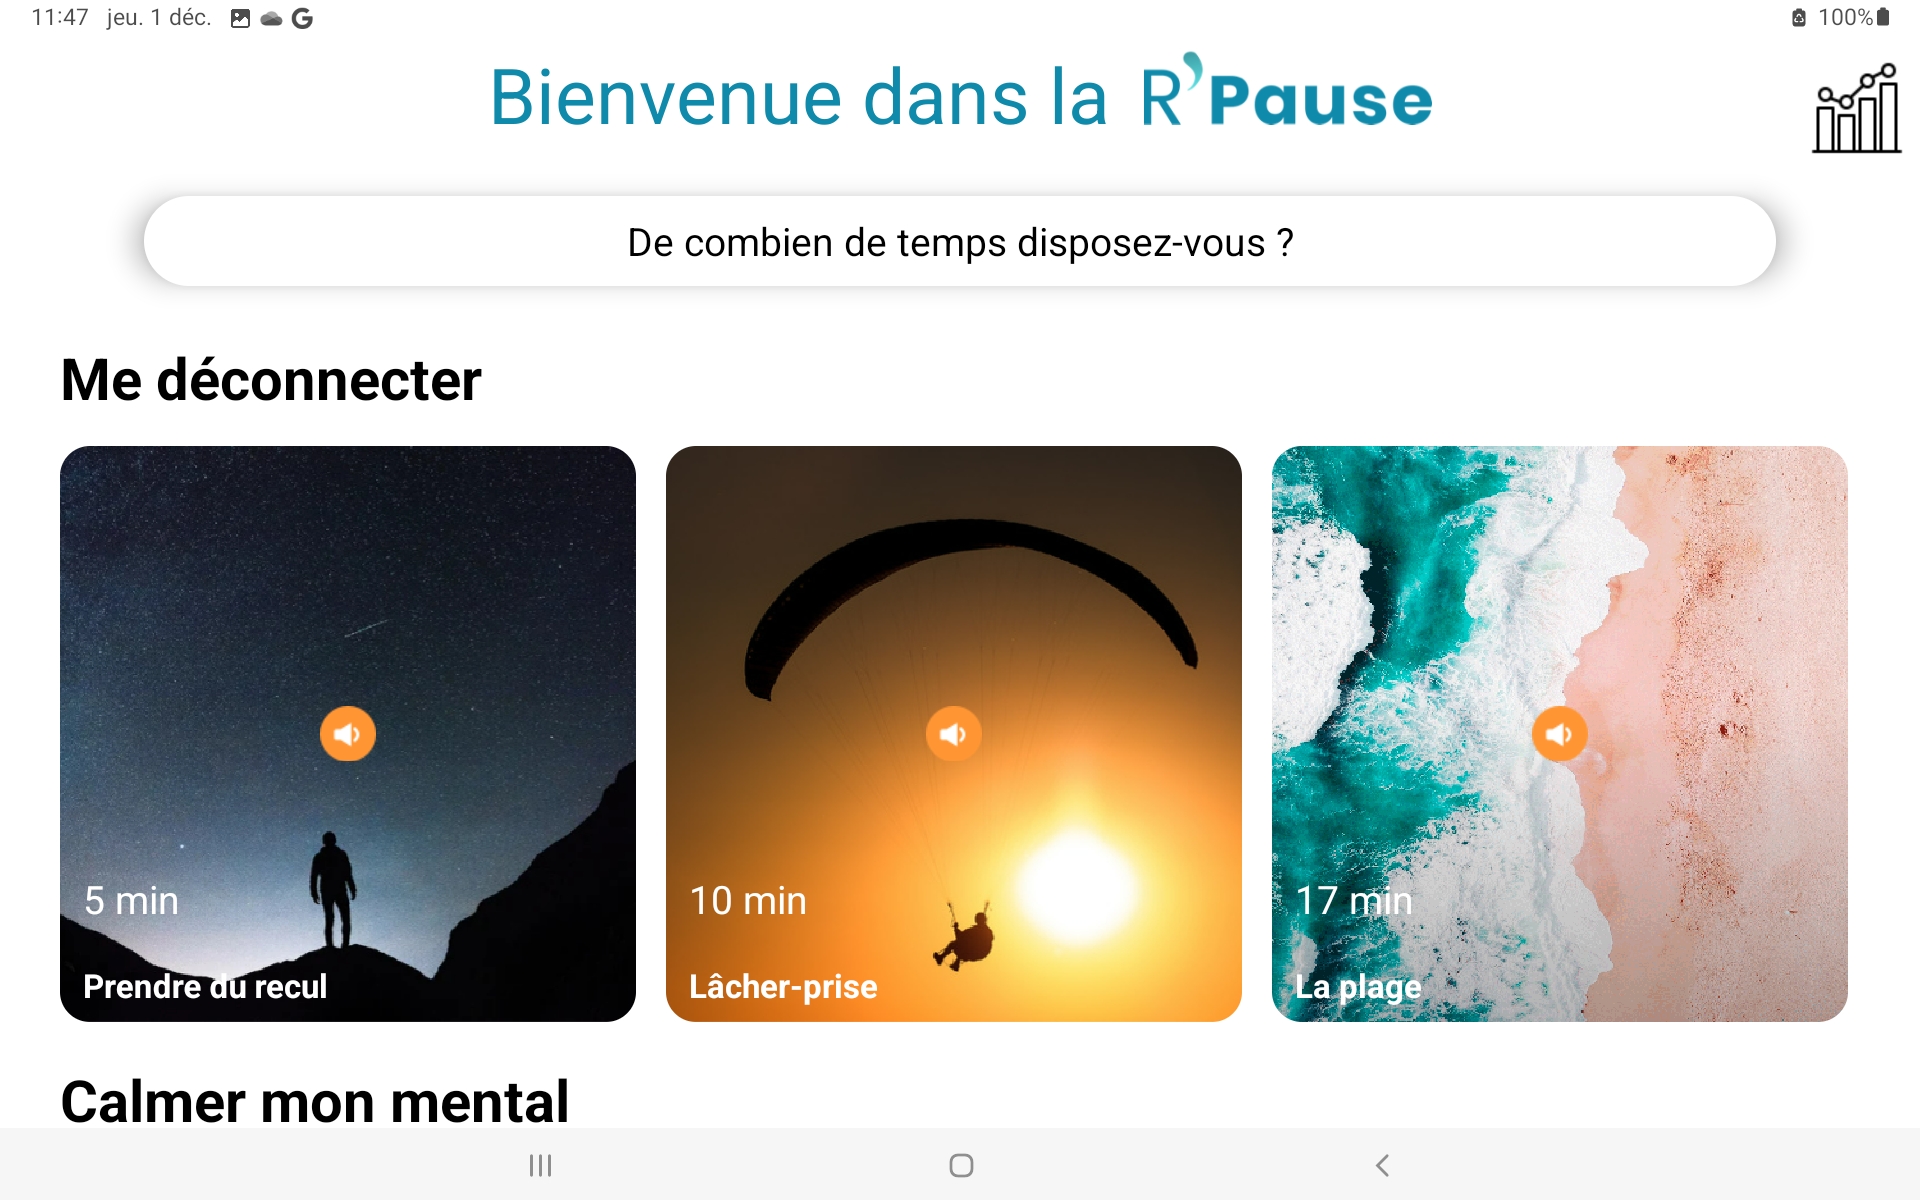 11:47 jeu. 1 déc.
100%
Bienvenue dans la R'Pause
De combien de temps disposez-vous ?
Me déconnecter
5 min
Prendre du recul
10 min
Lâcher-prise
17 min
La plage
Calmer mon mental